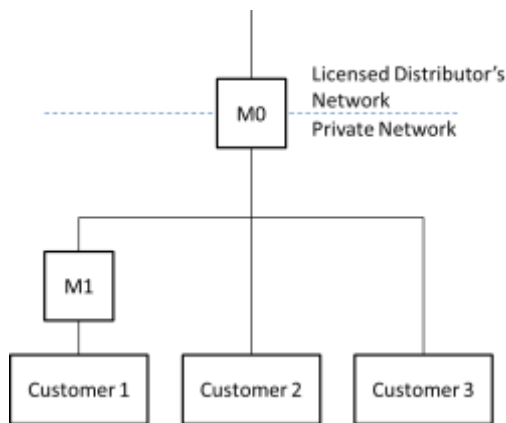 Licensed Distributor's
Network
M0
Private Network
M1
Customer 1
Customer 2
Customer 3